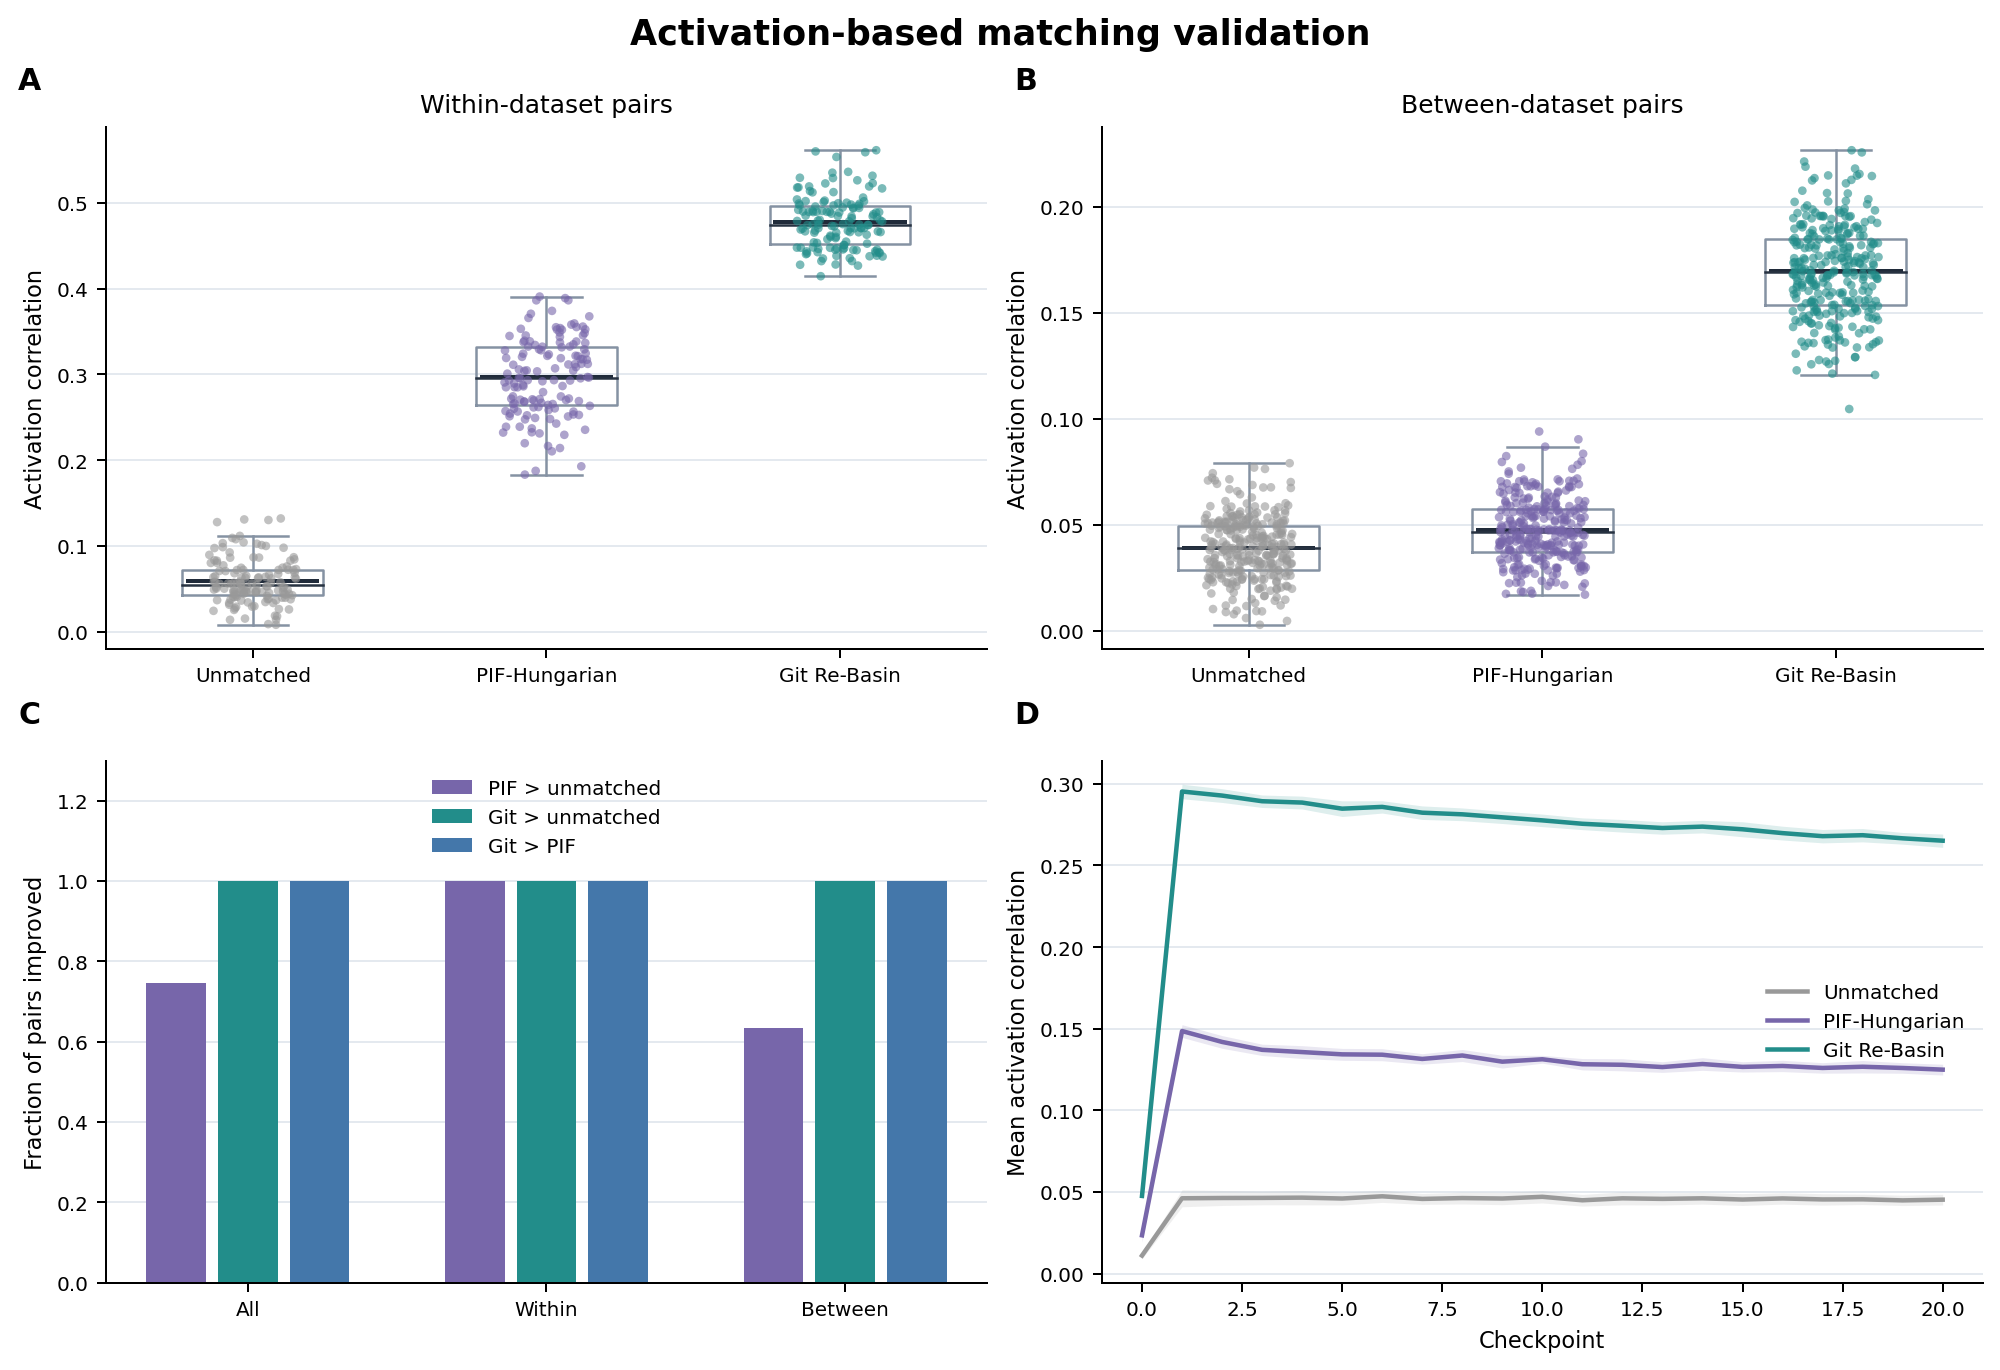 Activation-based matching validation
A
Within-dataset pairs
Activation correlation
0.5
0.4
0.3
0.2
0.1
0.0
Unmatched
PIF-Hungarian
Git Re-Basin
B
Between-dataset pairs
Activation correlation
0.20
0.15
0.10
0.05
0.00
Unmatched
PIF-Hungarian
Git Re-Basin
C
Fraction of pairs improved
1.2
1.0
0.8
0.6
0.4
0.2
0.0
PIF > unmatched
Git > unmatched
Git > PIF
All
Within
Between
D
Mean activation correlation
0.30
0.25
0.20
0.15
0.10
0.05
0.00
Unmatched
PIF-Hungarian
Git Re-Basin
0.0
2.5
5.0
7.5
10.0
12.5
15.0
17.5
20.0
Checkpoint